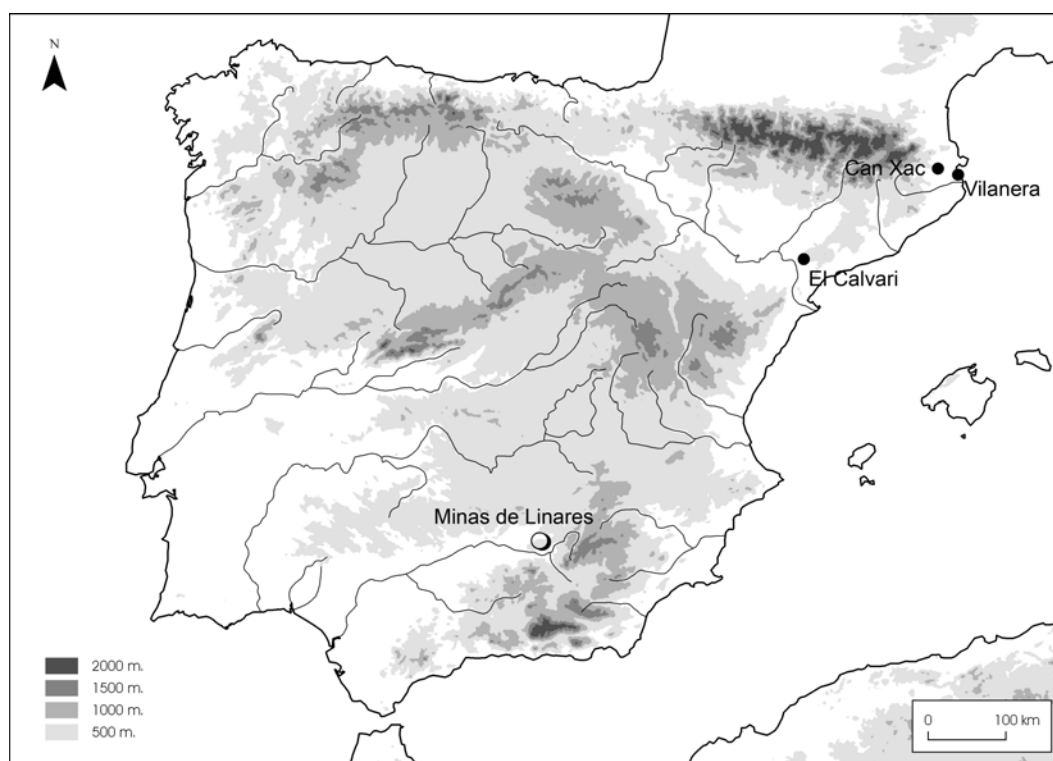 N
Can Xac
Vilanera
El Calvari
Minas de Linares
2000 m.
1500 m.
1000 m.
500 m.
0 100 km